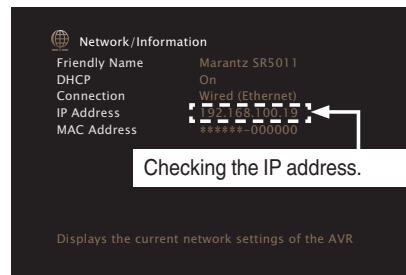 Network/Information
Friendly Name Marantz SR5011
DHCP On
Connection Wired (Ethernet)
IP Address 192.168.100.19
MAC Address ******-000000
Checking the IP address.
Displays the current network settings of the AVR